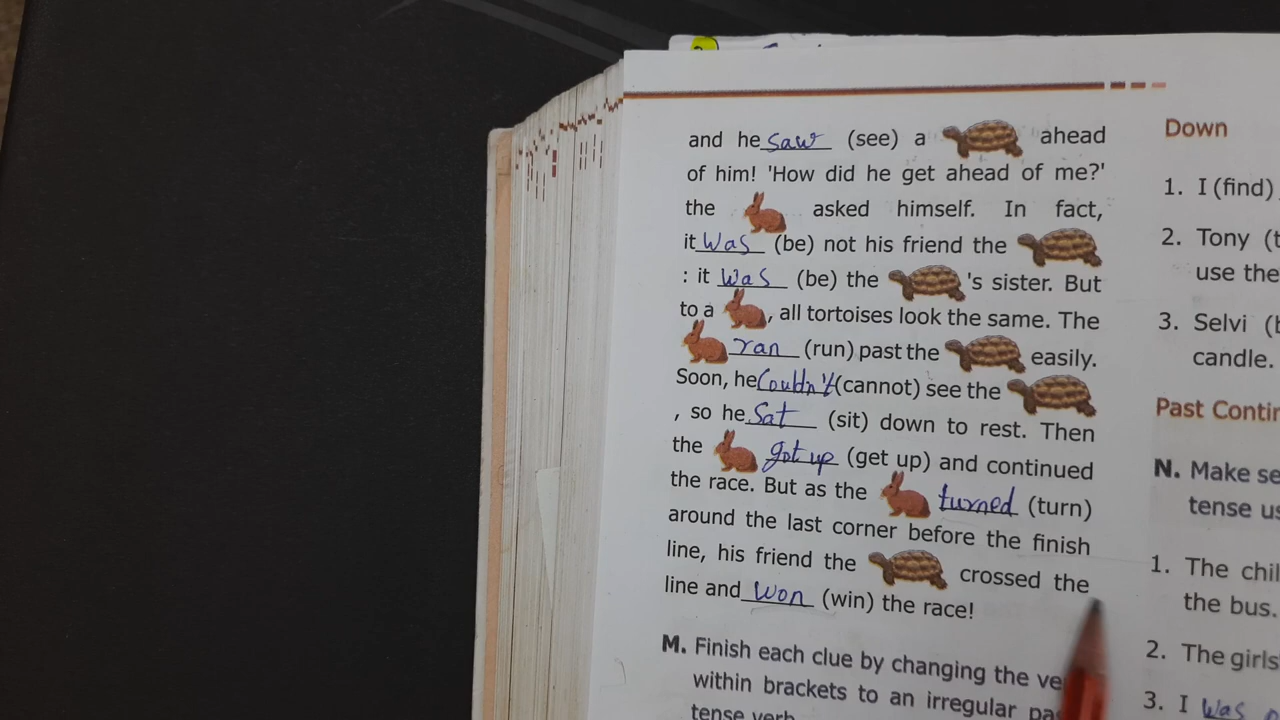 and he saw (see) a ahead
of him! 'How did he get ahead of me?'
the asked himself. In fact,
it was (be) not his friend the
: it was (be) the 's sister. But
to a , all tortoises look the same. The
ran (run) past the easily.
Soon, he Couldn't (cannot) see the
, so he Sat (sit) down to rest. Then
the got up (get up) and continued
the race. But as the turned (turn)
around the last corner before the finish
line, his friend the crossed the
line and won (win) the race!
M. Finish each clue by changing the
within brackets to an irregular
tense verb
Down
1. I (find)
2. Tony
use the
3. Selvi
candle.
Past
N. Make
tense
1. The
the bus.
2. The girls
3. I was